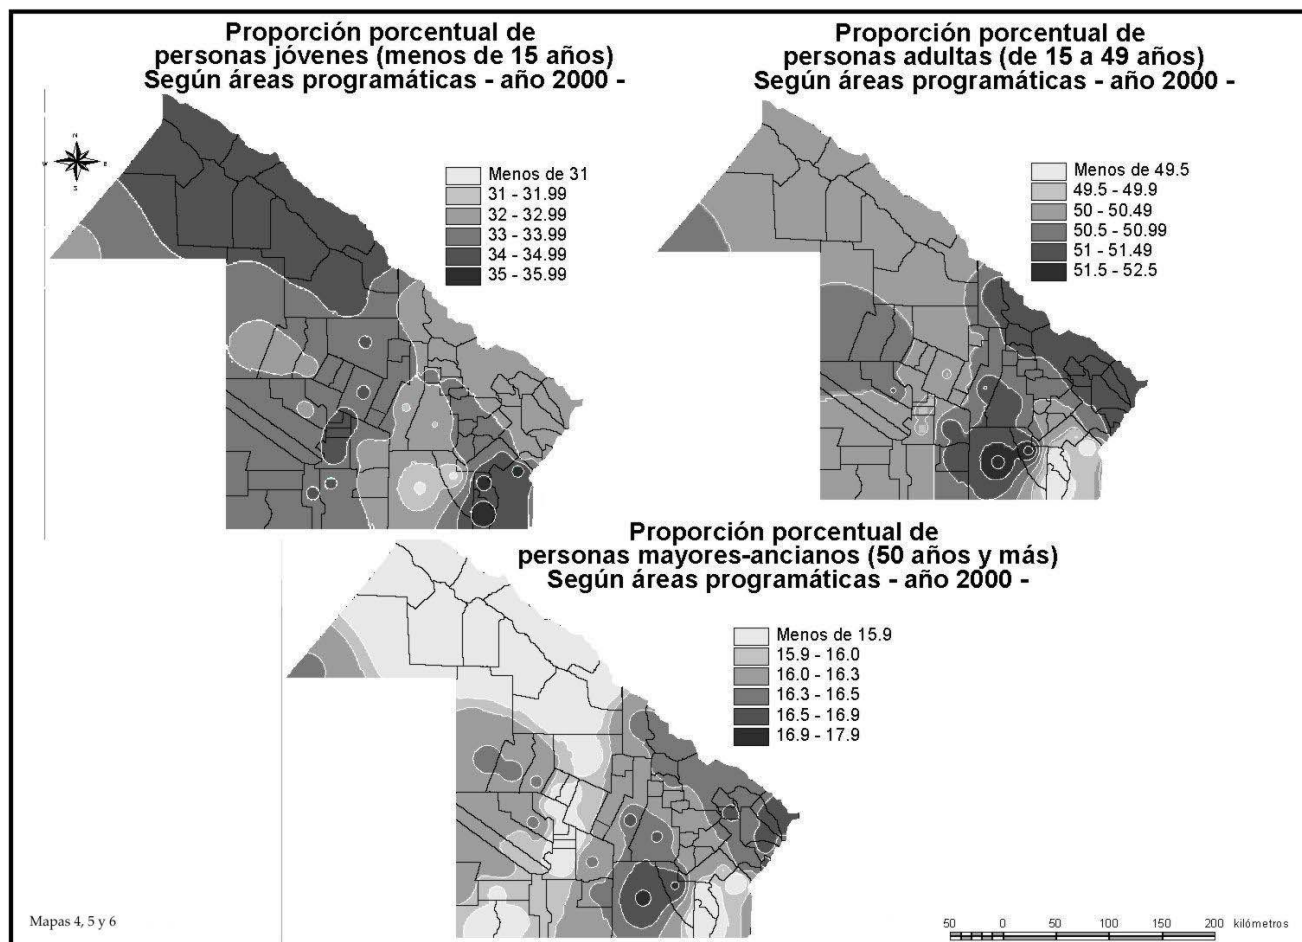 Proporción porcentual de
personas jóvenes (menos de 15 años)
Según áreas programáticas - año 2000 -
N
W
E
S
Menos de 31
31 - 31.99
32 - 32.99
33 - 33.99
34 - 34.99
35 - 35.99
Proporción porcentual de
personas adultas (de 15 a 49 años)
Según áreas programáticas - año 2000 -
Menos de 49.5
49.5 - 49.9
50 - 50.49
50.5 - 50.99
51 - 51.49
51.5 - 52.5
Proporción porcentual de
personas mayores-ancianos (50 años y más)
Según áreas programáticas - año 2000 -
Menos de 15.9
15.9 - 16.0
16.0 - 16.3
16.3 - 16.5
16.5 - 16.9
16.9 - 17.9
Mapas 4, 5 y 6
50 0 50 100 150 200 kilómetros